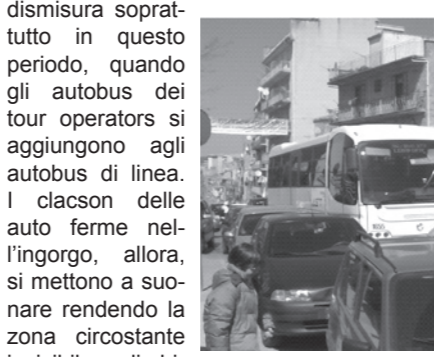 dismisura soprat-
tutto in questo
periodo, quando
gli autobus dei
tour operators si
aggiungono agli
autobus di linea.
I clacson delle
auto ferme nel-
l'ingorgo, allora,
si mettono a suo-
nare rendendo la
zona circostante